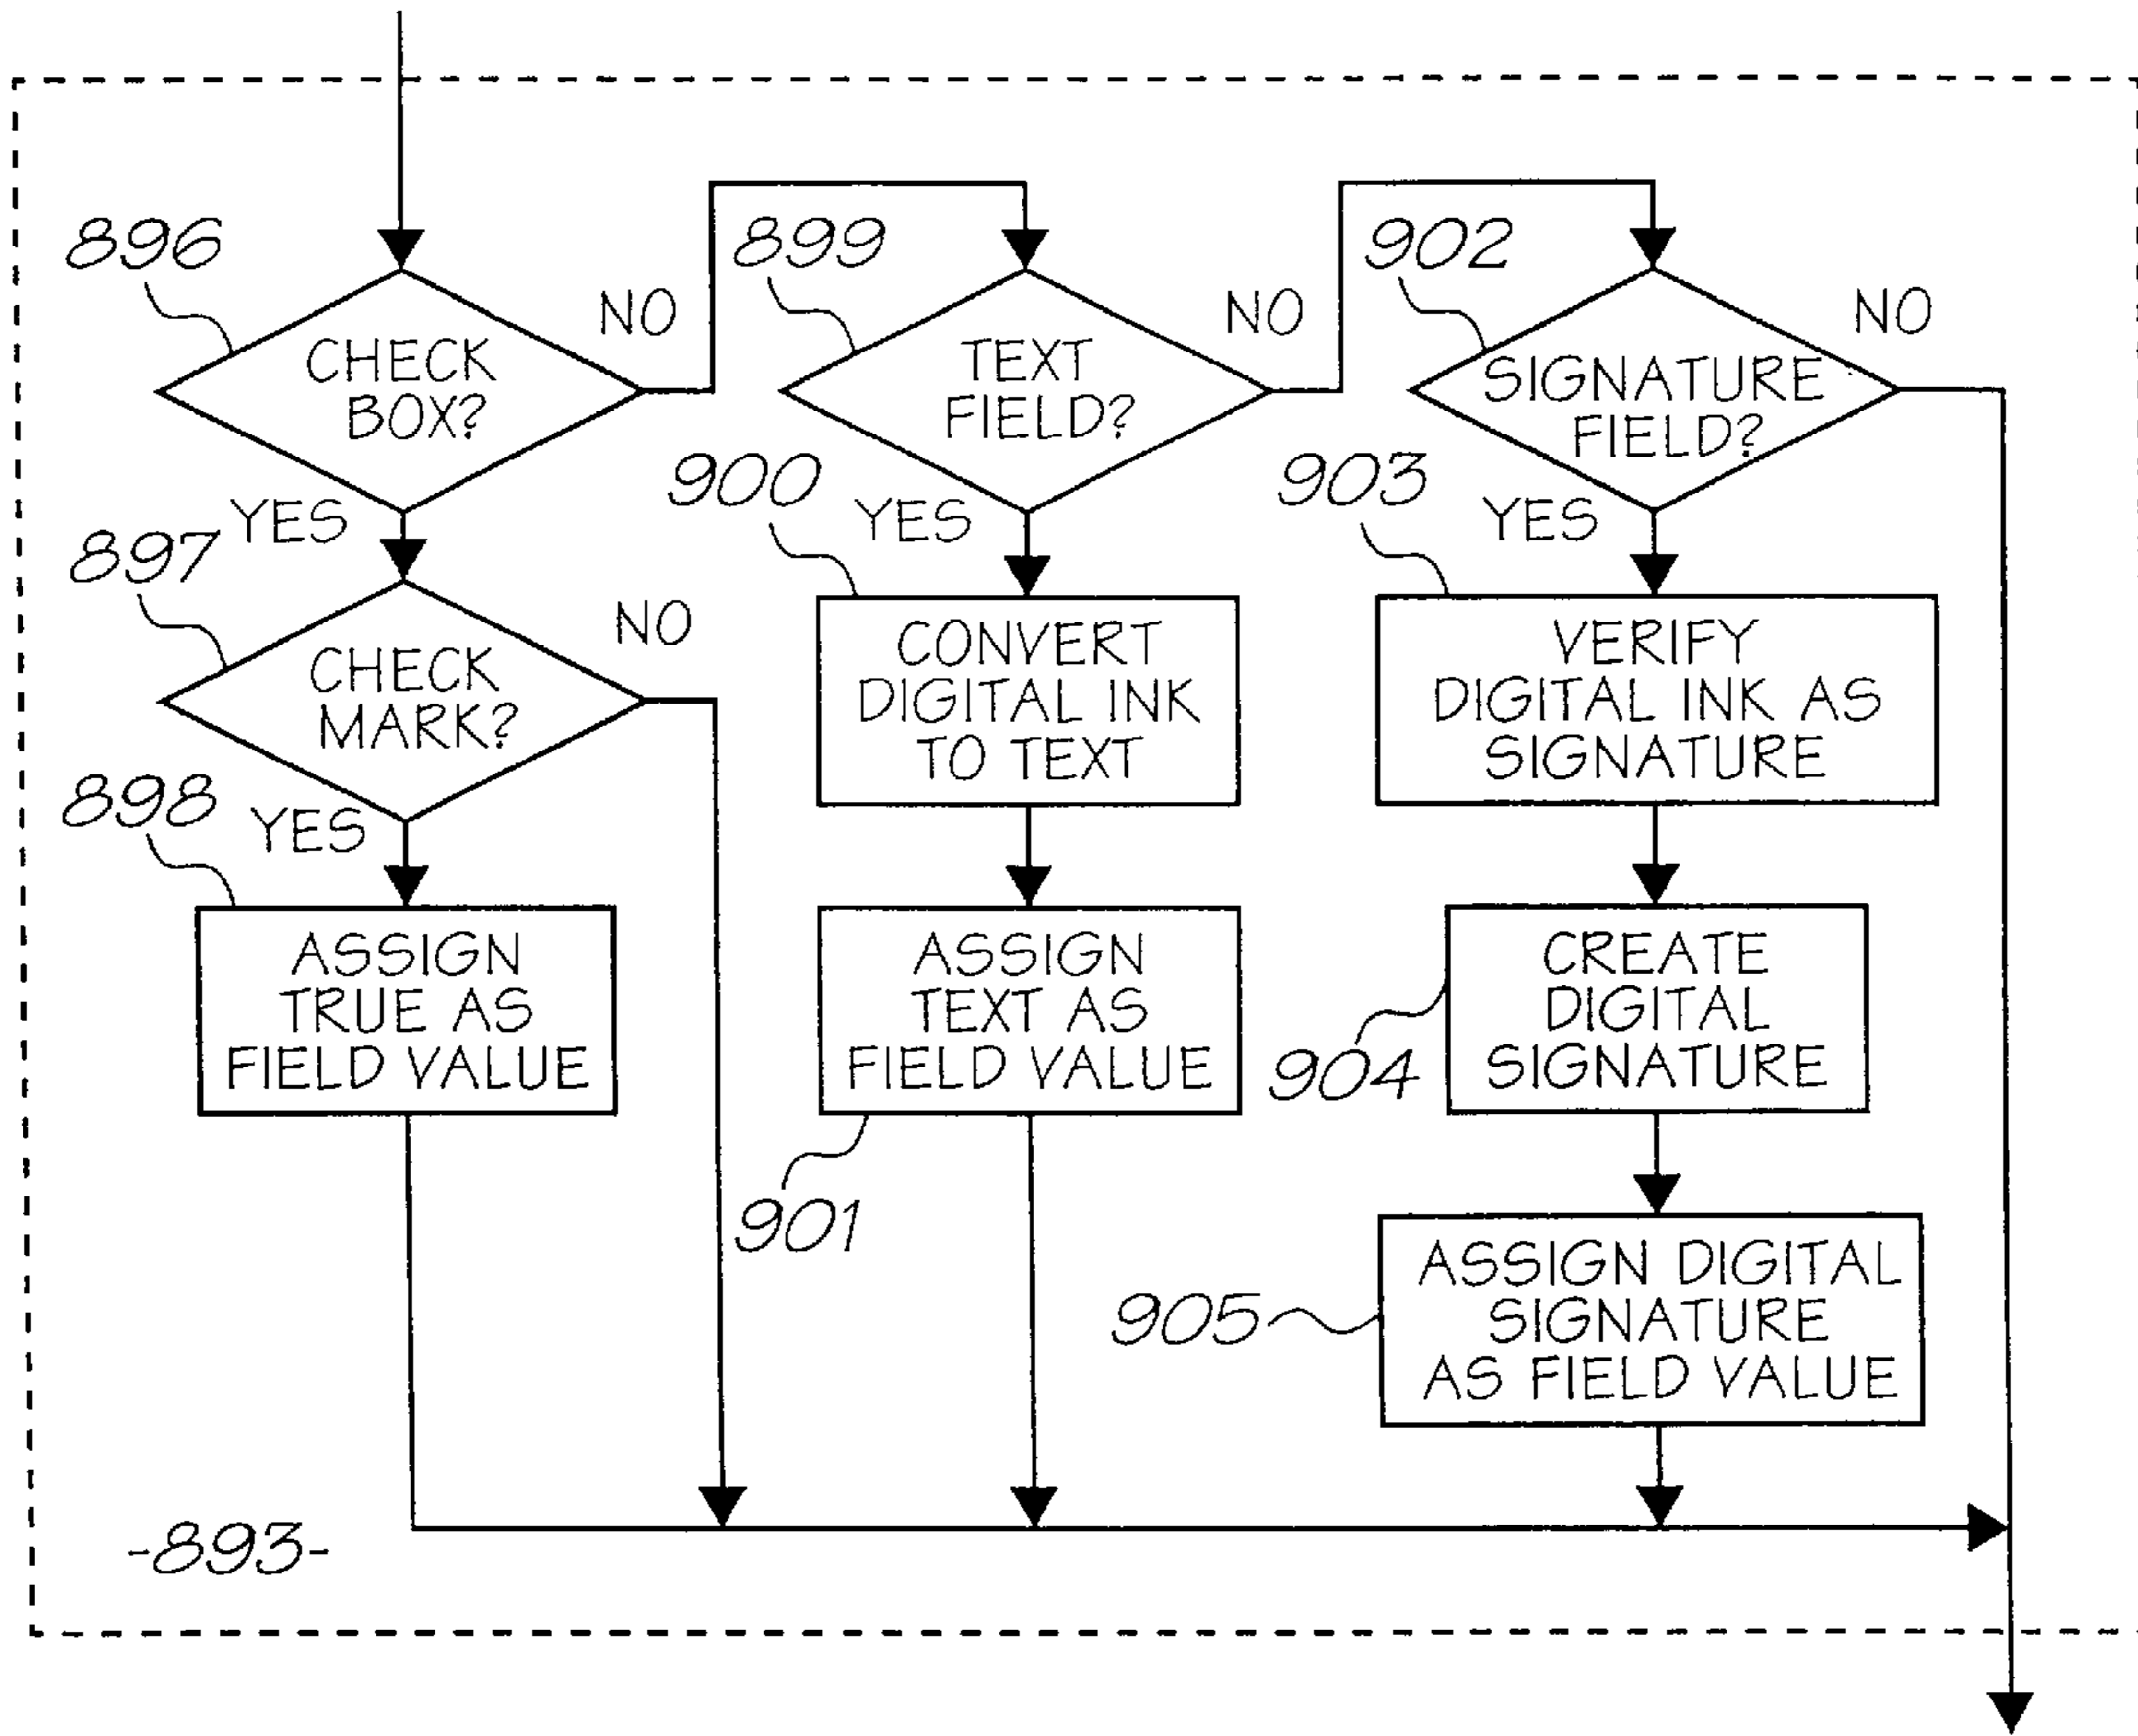 896
CHECK
BOX?
NO
YES
897
CHECK
MARK?
NO
YES
898
ASSIGN
TRUE AS
FIELD VALUE
899
TEXT
FIELD?
NO
YES
900
CONVERT
DIGITAL INK
TO TEXT
ASSIGN
TEXT AS
FIELD VALUE
901
902
SIGNATURE
FIELD?
NO
YES
903
VERIFY
DIGITAL INK AS
SIGNATURE
CREATE
DIGITAL
SIGNATURE
904
ASSIGN DIGITAL
SIGNATURE
AS FIELD VALUE
905
-893-